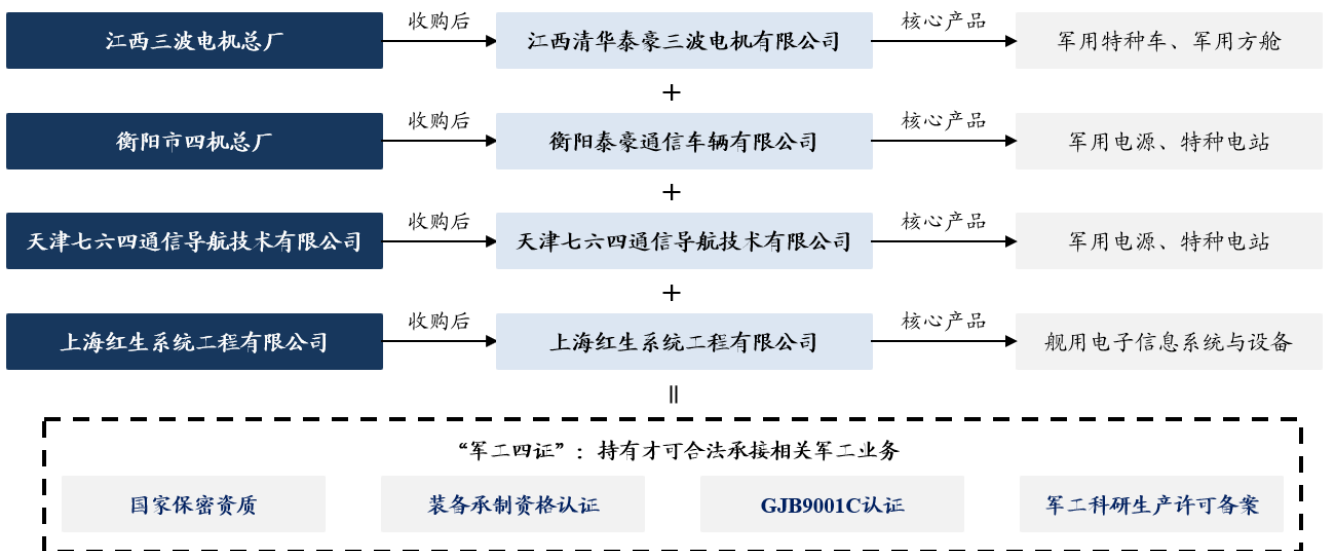 江西三波电机总厂 收购后 江西清华泰豪三波电机有限公司 核心产品 军用特种车、军用方舱
+
衡阳市四机总厂 收购后 衡阳泰豪通信车辆有限公司 核心产品 军用电源、特种电站
+
天津七六四通信导航技术有限公司 收购后 天津七六四通信导航技术有限公司 核心产品 军用电源、特种电站
+
上海红生系统工程有限公司 收购后 上海红生系统工程有限公司 核心产品 舰用电子信息系统与设备
=
“军工四证”：持有才可合法承接相关军工业务
国家保密资质 装备承制资格认证 GJB9001C认证 军工科研生产许可备案